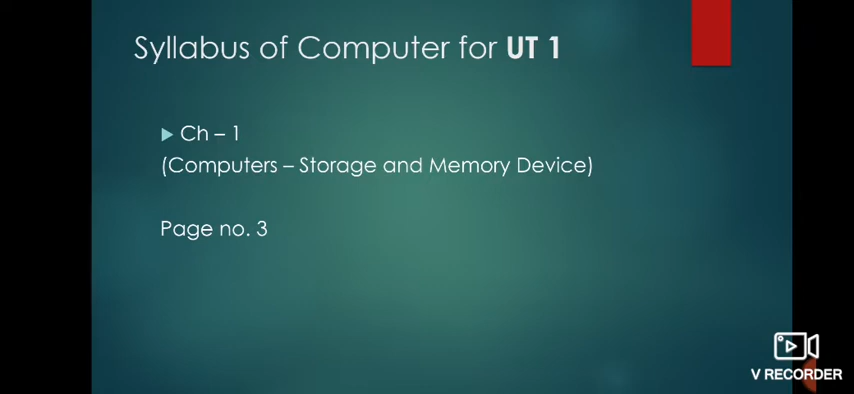 Syllabus of Computer for UT 1
Ch – 1
(Computers – Storage and Memory Device)
Page no. 3
V RECORDER